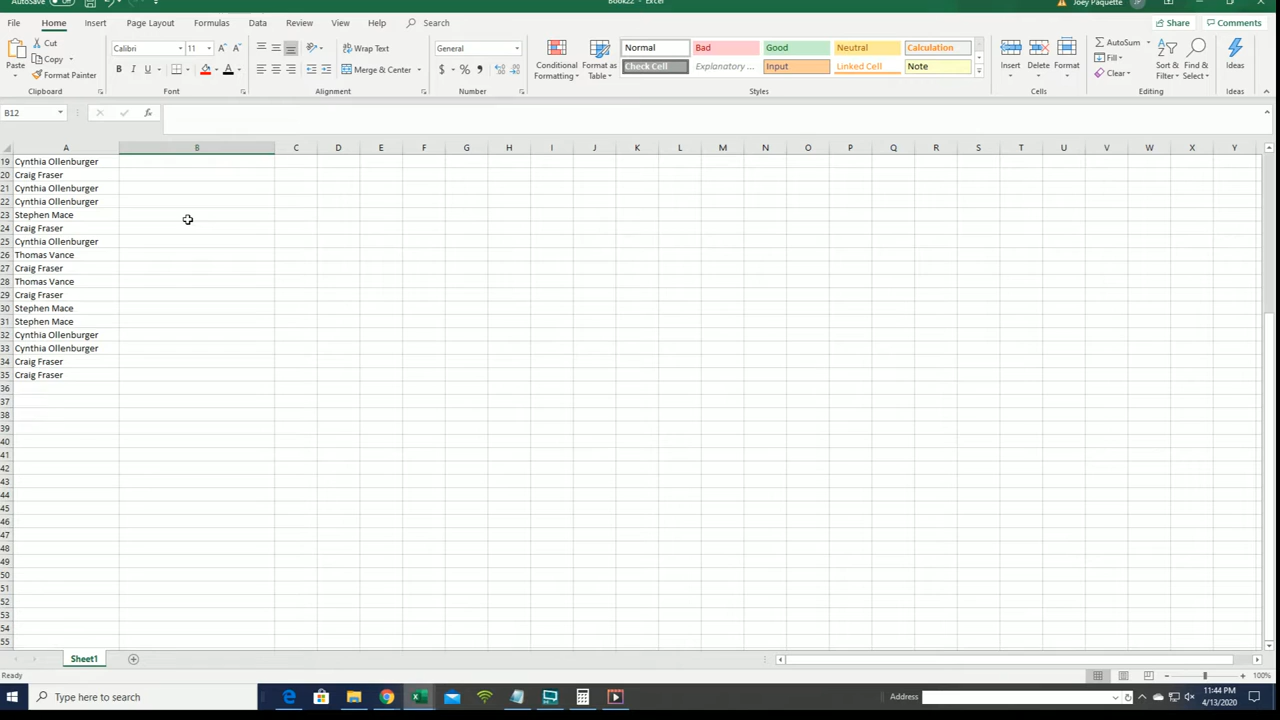 AutoSave Off Book22 - Excel Joey Paquette JP
File Home Insert Page Layout Formulas Data Review View Help Search Share Comments
Paste Cut Copy Format Painter Clipboard
Calibri 11 A A B I U A Font
Wrap Text Merge & Center Alignment
General $ % , Number
Conditional Formatting Format as Table
Normal Bad Good Neutral Calculation
Check Cell Explanatory ... Input Linked Cell Note
Styles
Insert Delete Format Cells
AutoSum Fill Clear Sort & Filter Find & Select Editing
Ideas Ideas
B12 fx
A B C D E F G H I J K L M N O P Q R S T U V W X Y
19 Cynthia Ollenburger
20 Craig Fraser
21 Cynthia Ollenburger
22 Cynthia Ollenburger
23 Stephen Mace
24 Craig Fraser
25 Cynthia Ollenburger
26 Thomas Vance
27 Craig Fraser
28 Thomas Vance
29 Craig Fraser
30 Stephen Mace
31 Stephen Mace
32 Cynthia Ollenburger
33 Cynthia Ollenburger
34 Craig Fraser
35 Craig Fraser
36
37
38
39
40
41
42
43
44
45
46
47
48
49
50
51
52
53
54
55
Sheet1
Ready 100%
Type here to search Address 11:44 PM
4/13/2020